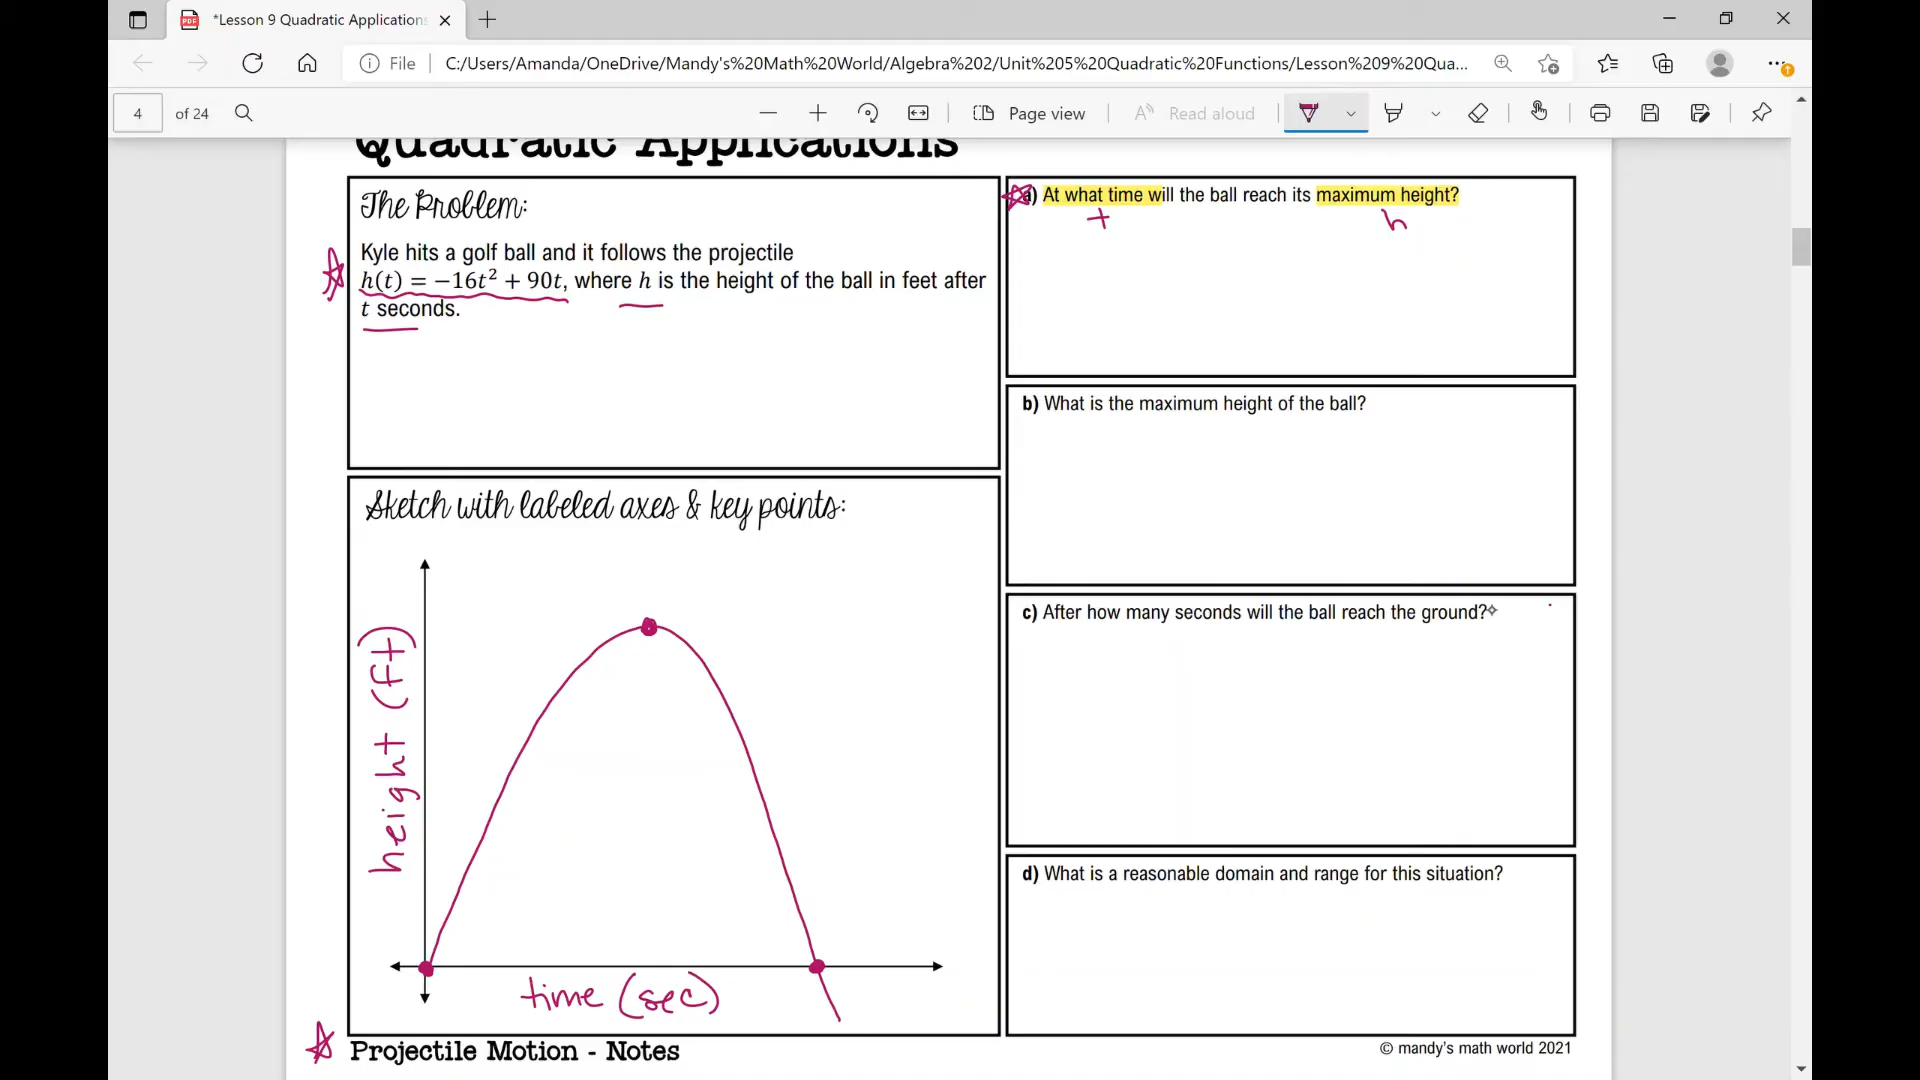 *Lesson 9 Quadratic Applications
File
C:/Users/Amanda/OneDrive/Mandy's%20Math%20World/Algebra%202/Unit%205%20Quadratic%20Functions/Lesson%209%20Qua...
4 of 24
Page view
Read aloud
Quadratic Applications
The Problem:
Kyle hits a golf ball and it follows the projectile
h(t) = −16t² + 90t, where h is the height of the ball in feet after
t seconds.
Sketch with labeled axes & key points:
height (ft)
time (sec)
a) At what time will the ball reach its maximum height?
t h
b) What is the maximum height of the ball?
c) After how many seconds will the ball reach the ground?
d) What is a reasonable domain and range for this situation?
Projectile Motion - Notes
© mandy's math world 2021